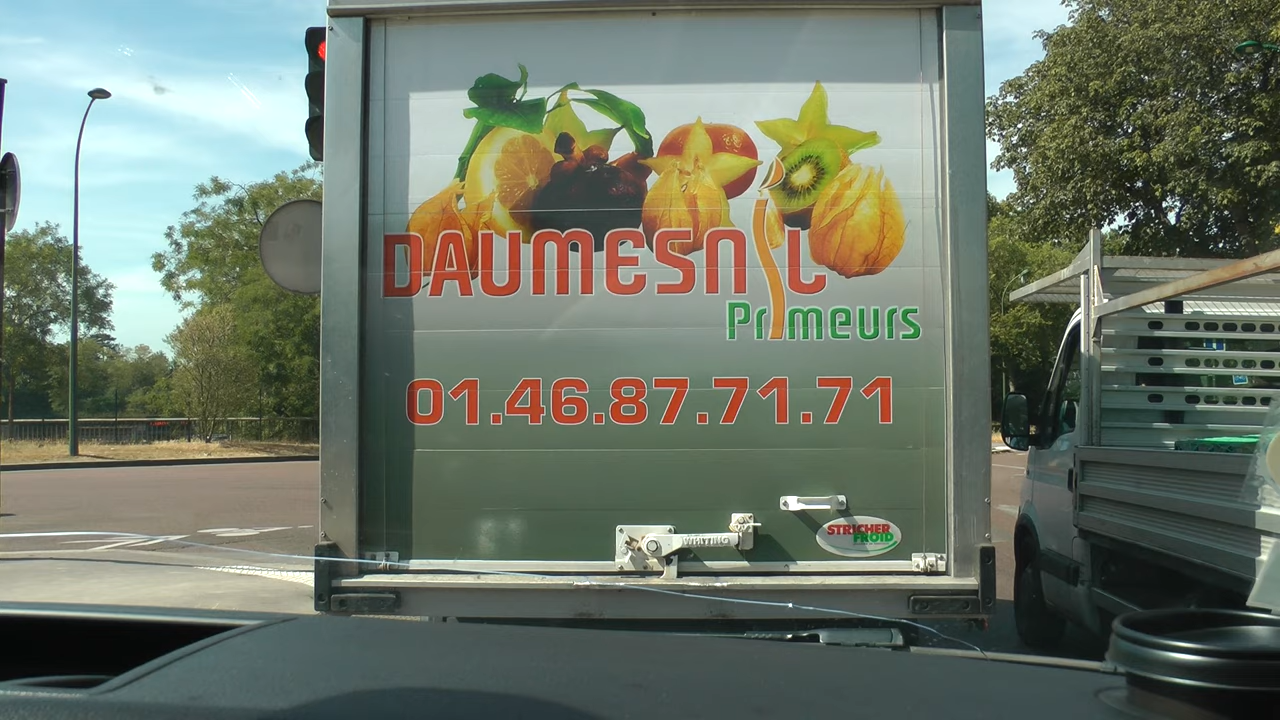 DAUMESNIL
Primeurs
01.46.87.71.71
WHITING
STRICHER
FROID